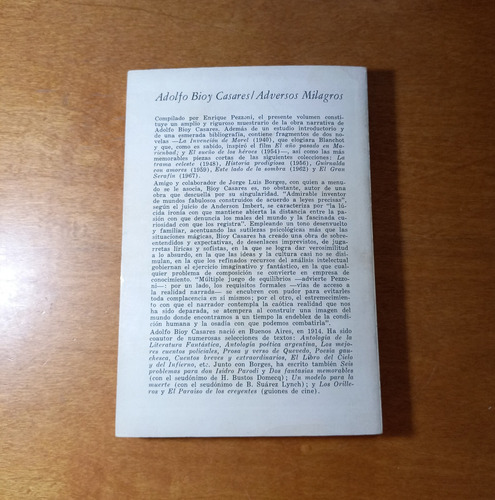 Adolfo Bioy Casares/Adversos Milagros
Compilado por Enrique Pezzoni, el presente volumen consti-
tuye un amplio y riguroso muestrario de la obra narrativa de
Adolfo Bioy Casares. Además de un estudio introductorio y
de una esmerada bibliografía, contiene fragmentos de dos no-
velas —La Invención de Morel (1940), que elogiara Blanchot
y que, como es sabido, inspiró el film El año pasado en Ma-
rienbad; y El sueño de los héroes (1954)—, así como las más
memorables piezas cortas de las siguientes colecciones: La
trama celeste (1948), Historia prodigiosa (1956), Guirnalda
con amores (1959), Este lado de la sombra (1962) y El Gran
Serafín (1967).
Amigo y colaborador de Jorge Luis Borges, con quien a menu-
do se le asocia, Bioy Casares es, no obstante, autor de una
obra que descuella por su singularidad. "Admirable inventor
de mundos fabulosos construidos de acuerdo a leyes precisas",
según el juicio de Anderson Imbert, se caracteriza por "la lú-
cida ironía con que mantiene abierta la distancia entre la pa-
sión con que denuncia los males del mundo y la fascinada cu-
riosidad con que los registra". Empleando un tono desenvuelto
y familiar, acentuando las sutilezas psicológicas más que las
situaciones mágicas, Bioy Casares ha creado una obra de sobre-
entendidos y expectativas, de desenlaces imprevistos, de juga-
rretas líricas y sofistas, en la que se logra dar verosimilitud
a lo absurdo, en la que las ideas y la cultura casi no se disi-
mulan, en la que los refinados recursos del análisis intelectual
gobiernan el ejercicio imaginativo y fantástico, en la que cual-
quier problema de composición se convierte en empresa de
conocimiento. "Múltiple juego de equilibrios —advierte Pezzo-
ni—: por un lado, los requisitos formales —vías de acceso a
la realidad narrada— se encubren con pudor para evitarles
toda complacencia en sí mismos; por el otro, el estremecimien-
to con que el narrador contempla la caótica realidad que nos
ha sido deparada, se atempera al construir una imagen del
mundo donde encontramos a un tiempo la endeblez de la con-
dición humana y la osadía con que podemos combatirla".
Adolfo Bioy Casares nació en Buenos Aires, en 1914. Ha sido
coautor de numerosas selecciones de textos: Antología de la
Literatura Fantástica, Antología poética argentina, Los mejo-
res cuentos policiales, Prosa y verso de Quevedo, Poesía gau-
chesca, Cuentos breves y extraordinarios, El Libro del Cielo
y del Infierno, etc. Junto con Borges, ha escrito también Seis
problemas para don Isidro Parodi y Dos fantasías memorables
(con el seudónimo de H. Bustos Domecq); Un modelo para la
muerte (con el seudónimo de B. Suárez Lynch); y Los Orille-
ros y El Paraíso de los creyentes (guiones de cine).